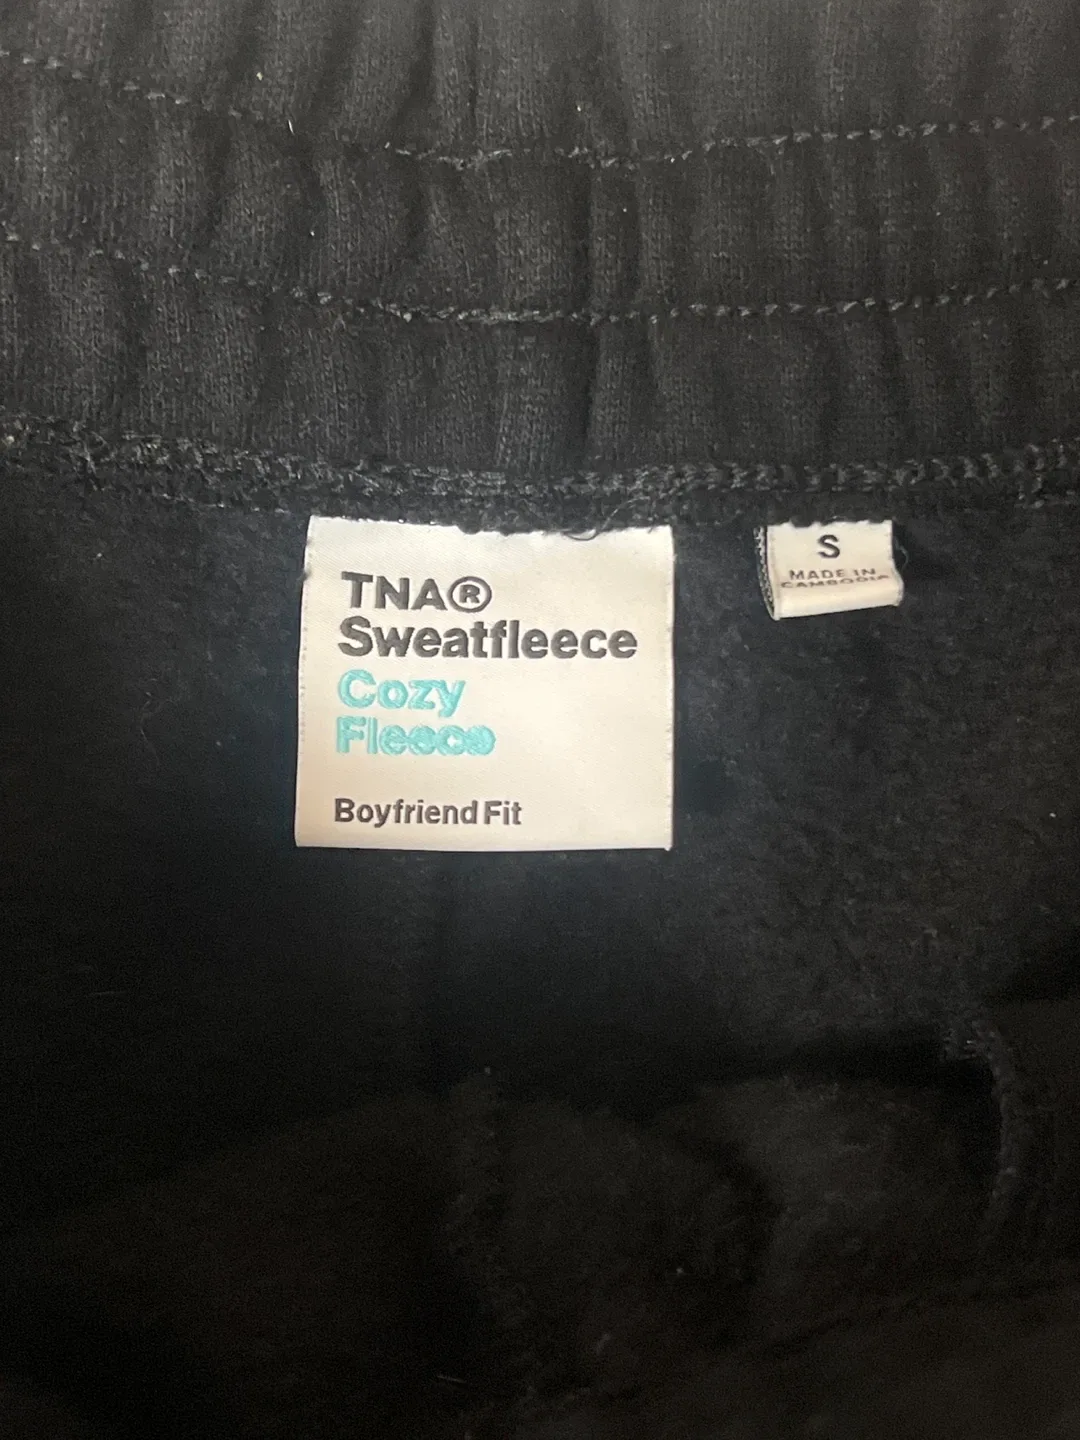 TNA®
Sweatfleece
Cozy
Fleece
Boyfriend Fit
S
MADE IN
CAMBODIA